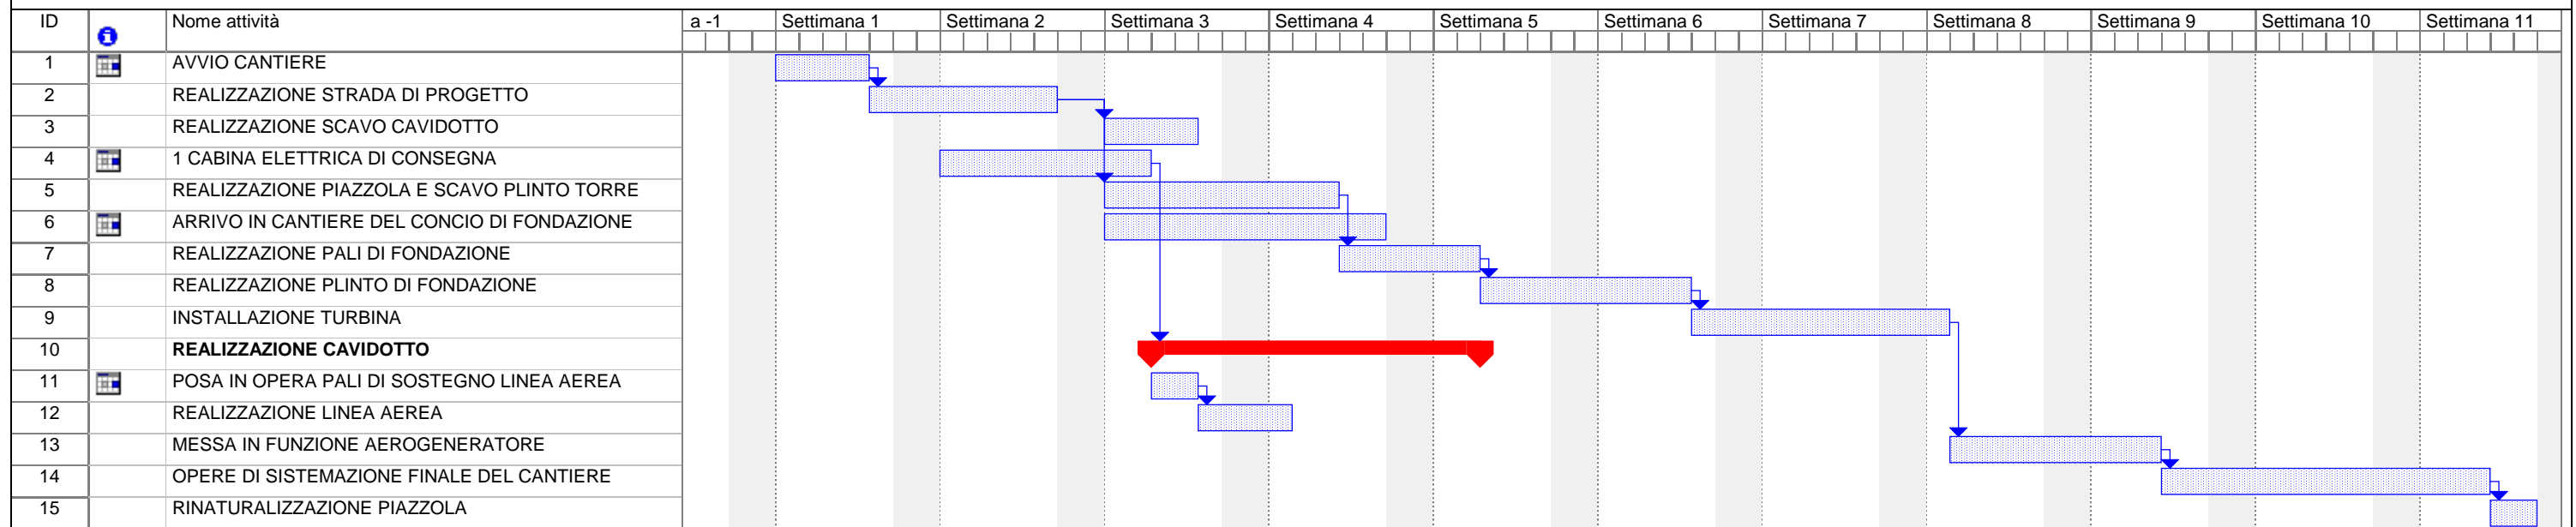 ID Nome attività a -1 Settimana 1 Settimana 2 Settimana 3 Settimana 4 Settimana 5 Settimana 6 Settimana 7 Settimana 8 Settimana 9 Settimana 10 Settimana 11
1 AVVIO CANTIERE
2 REALIZZAZIONE STRADA DI PROGETTO
3 REALIZZAZIONE SCAVO CAVIDOTTO
4 1 CABINA ELETTRICA DI CONSEGNA
5 REALIZZAZIONE PIAZZOLA E SCAVO PLINTO TORRE
6 ARRIVO IN CANTIERE DEL CONCIO DI FONDAZIONE
7 REALIZZAZIONE PALI DI FONDAZIONE
8 REALIZZAZIONE PLINTO DI FONDAZIONE
9 INSTALLAZIONE TURBINA
10 REALIZZAZIONE CAVIDOTTO
11 POSA IN OPERA PALI DI SOSTEGNO LINEA AEREA
12 REALIZZAZIONE LINEA AEREA
13 MESSA IN FUNZIONE AEROGENERATORE
14 OPERE DI SISTEMAZIONE FINALE DEL CANTIERE
15 RINATURALIZZAZIONE PIAZZOLA